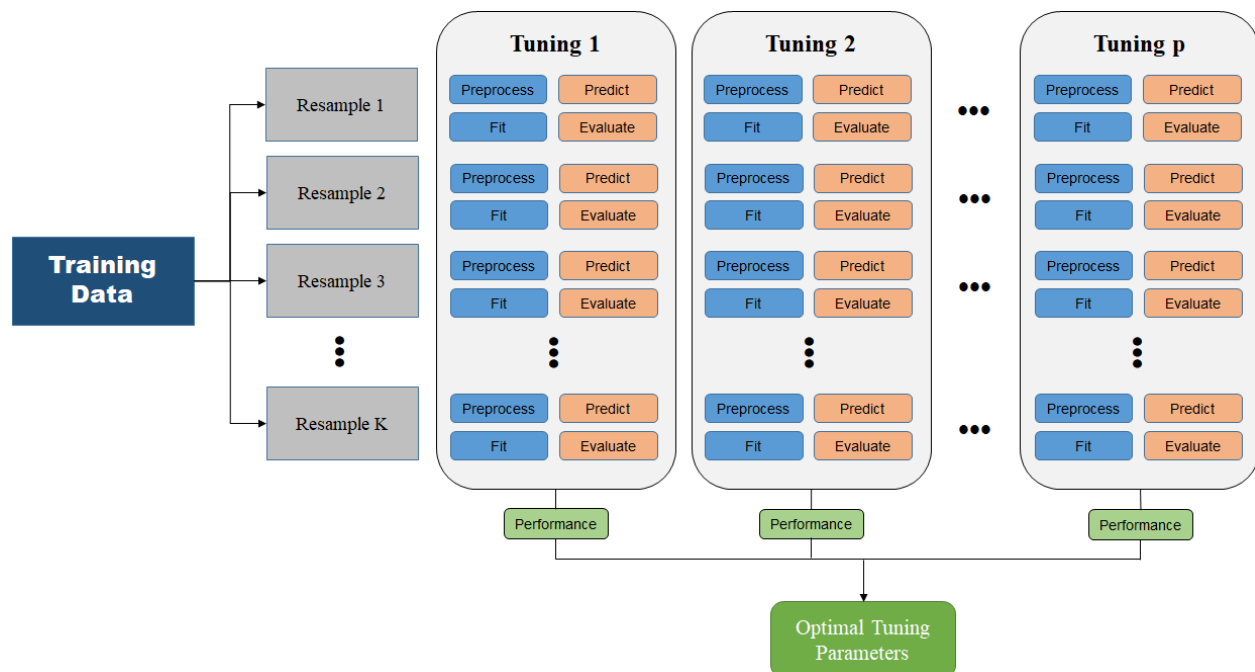 Tuning 1
Tuning 2
Tuning p
Resample 1
Preprocess Predict
Fit Evaluate
Preprocess Predict
Fit Evaluate
•••
Preprocess Predict
Fit Evaluate
Resample 2
Preprocess Predict
Fit Evaluate
Preprocess Predict
Fit Evaluate
•••
Preprocess Predict
Fit Evaluate
Training
Data
Resample 3
Preprocess Predict
Fit Evaluate
Preprocess Predict
Fit Evaluate
•••
Preprocess Predict
Fit Evaluate
Resample K
Preprocess Predict
Fit Evaluate
Preprocess Predict
Fit Evaluate
•••
Preprocess Predict
Fit Evaluate
Performance
Performance
Performance
Optimal Tuning
Parameters